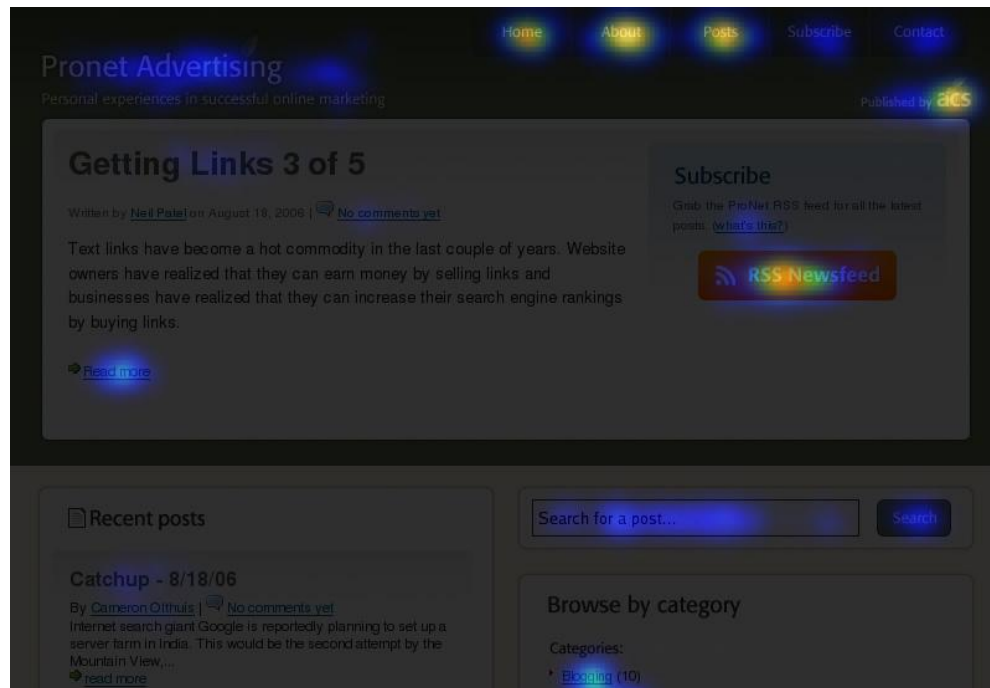 Home About Posts Subscribe Contact
Pronet Advertising
Personal experiences in successful online marketing
Published by aics
Getting Links 3 of 5
Written by Neil Patel on August 18, 2006 | No comments yet
Text links have become a hot commodity in the last couple of years. Website
owners have realized that they can earn money by selling links and
businesses have realized that they can increase their search engine rankings
by buying links.
Read more
Subscribe
Grab the ProNet RSS feed for all the latest
posts. (what's this?)
RSS Newsfeed
Recent posts
Catchup - 8/18/06
By Cameron Olthuis | No comments yet
Internet search giant Google is reportedly planning to set up a
server farm in India. This would be the second attempt by the
Mountain View,...
read more
Search for a post... Search
Browse by category
Categories:
Blogging (10)